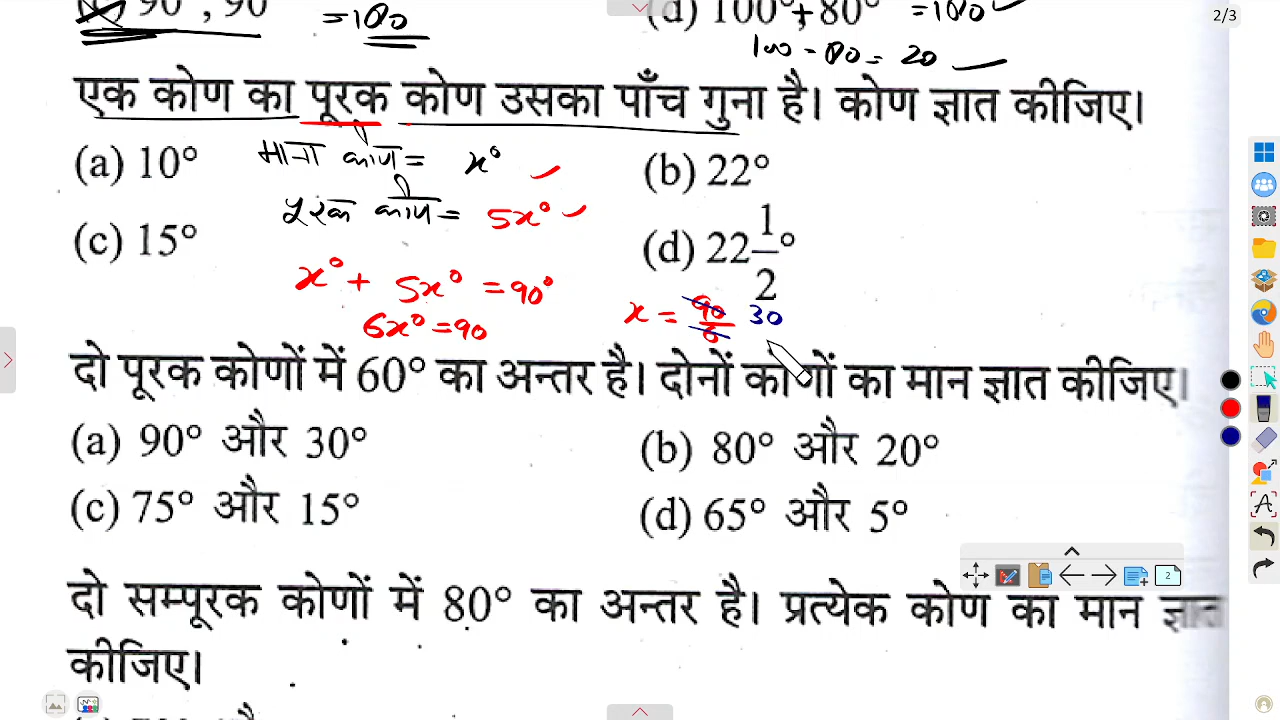 90°, 90 =180 (d) 100° + 80° =180
100 - 80 = 20
2/3
एक कोण का पूरक कोण उसका पाँच गुना है। कोण ज्ञात कीजिए।
(a) 10° माना कोण = x° (b) 22°
पूरक कोण = 5x°
(c) 15° (d) 22 1/2°
x° + 5x° = 90°
6x° = 90 x = 90/6 30
दो पूरक कोणों में 60° का अन्तर है। दोनों कोणों का मान ज्ञात कीजिए।
(a) 90° और 30° (b) 80° और 20°
(c) 75° और 15° (d) 65° और 5°
दो सम्पूरक कोणों में 80° का अन्तर है। प्रत्येक कोण का मान ज्ञात
कीजिए।
2